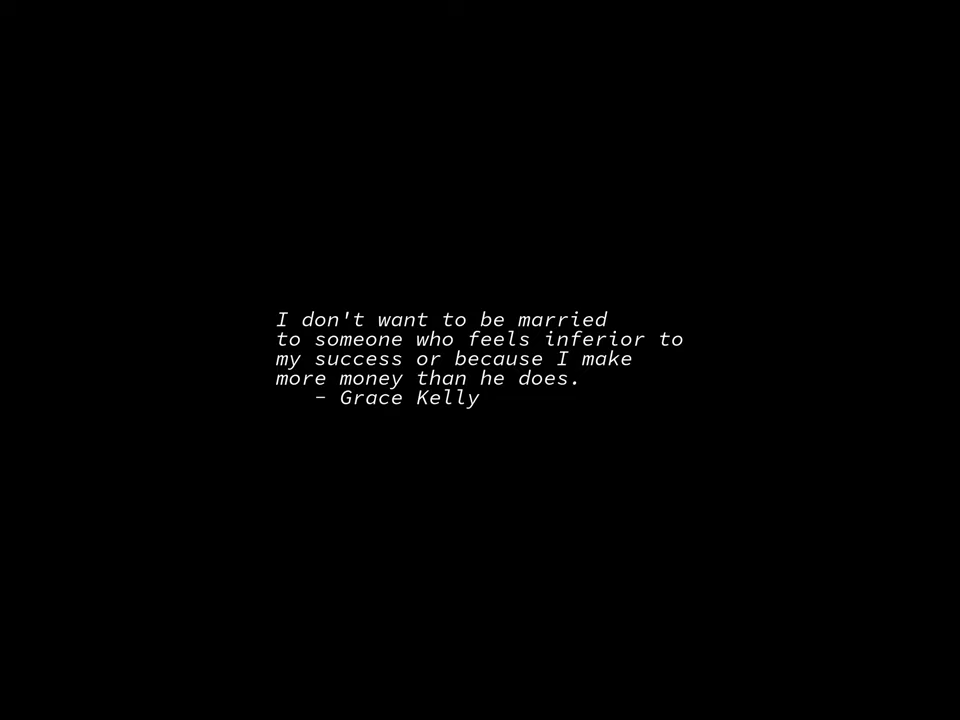 I don't want to be married
to someone who feels inferior to
my success or because I make
more money than he does.
– Grace Kelly